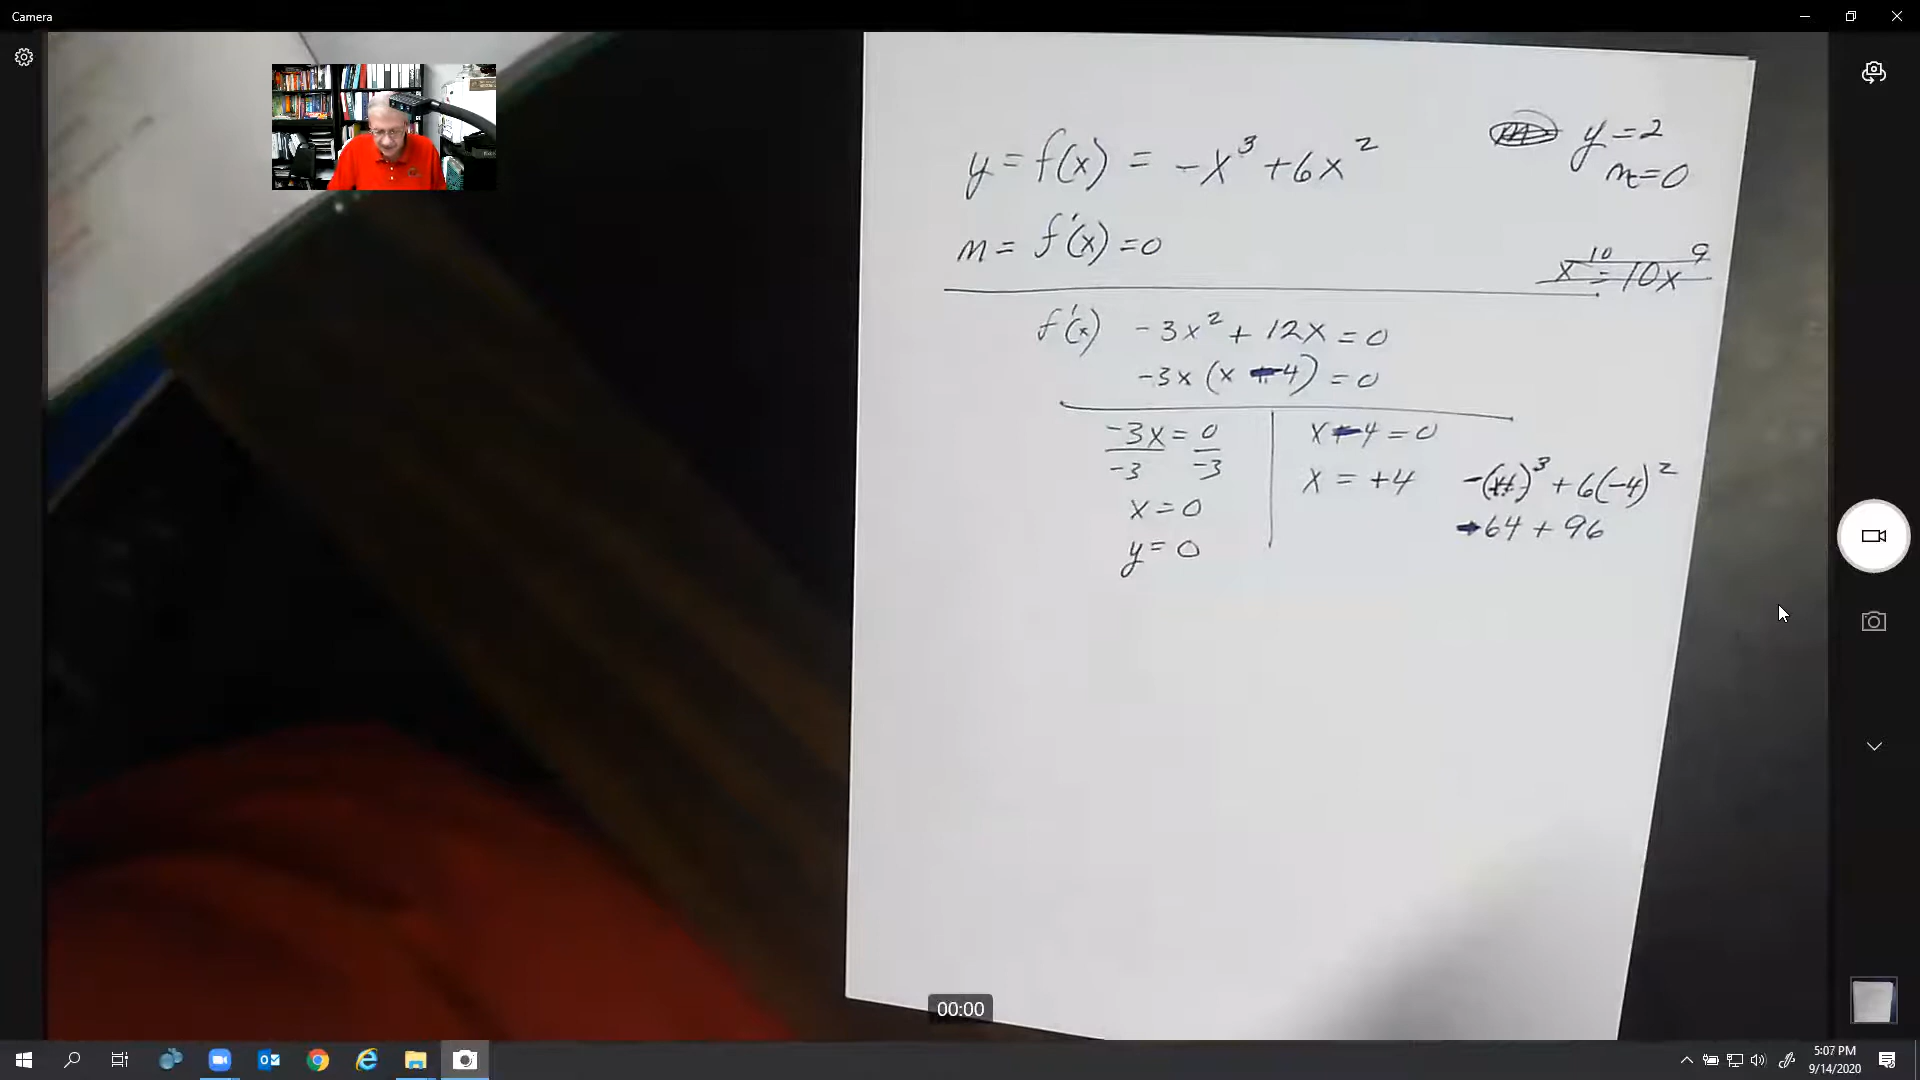 Camera
y = f(x) = -x³ + 6x²
y = 2
m = 0
m = f'(x) = 0
x¹⁰ = 10x⁹
f'(x) -3x² + 12x = 0
-3x(x - 4) = 0
-3x = 0
-3 -3
x = 0
y = 0
x - 4 = 0
x = +4
-(4)³ + 6(-4)²
-64 + 96
00:00
5:07 PM
9/14/2020